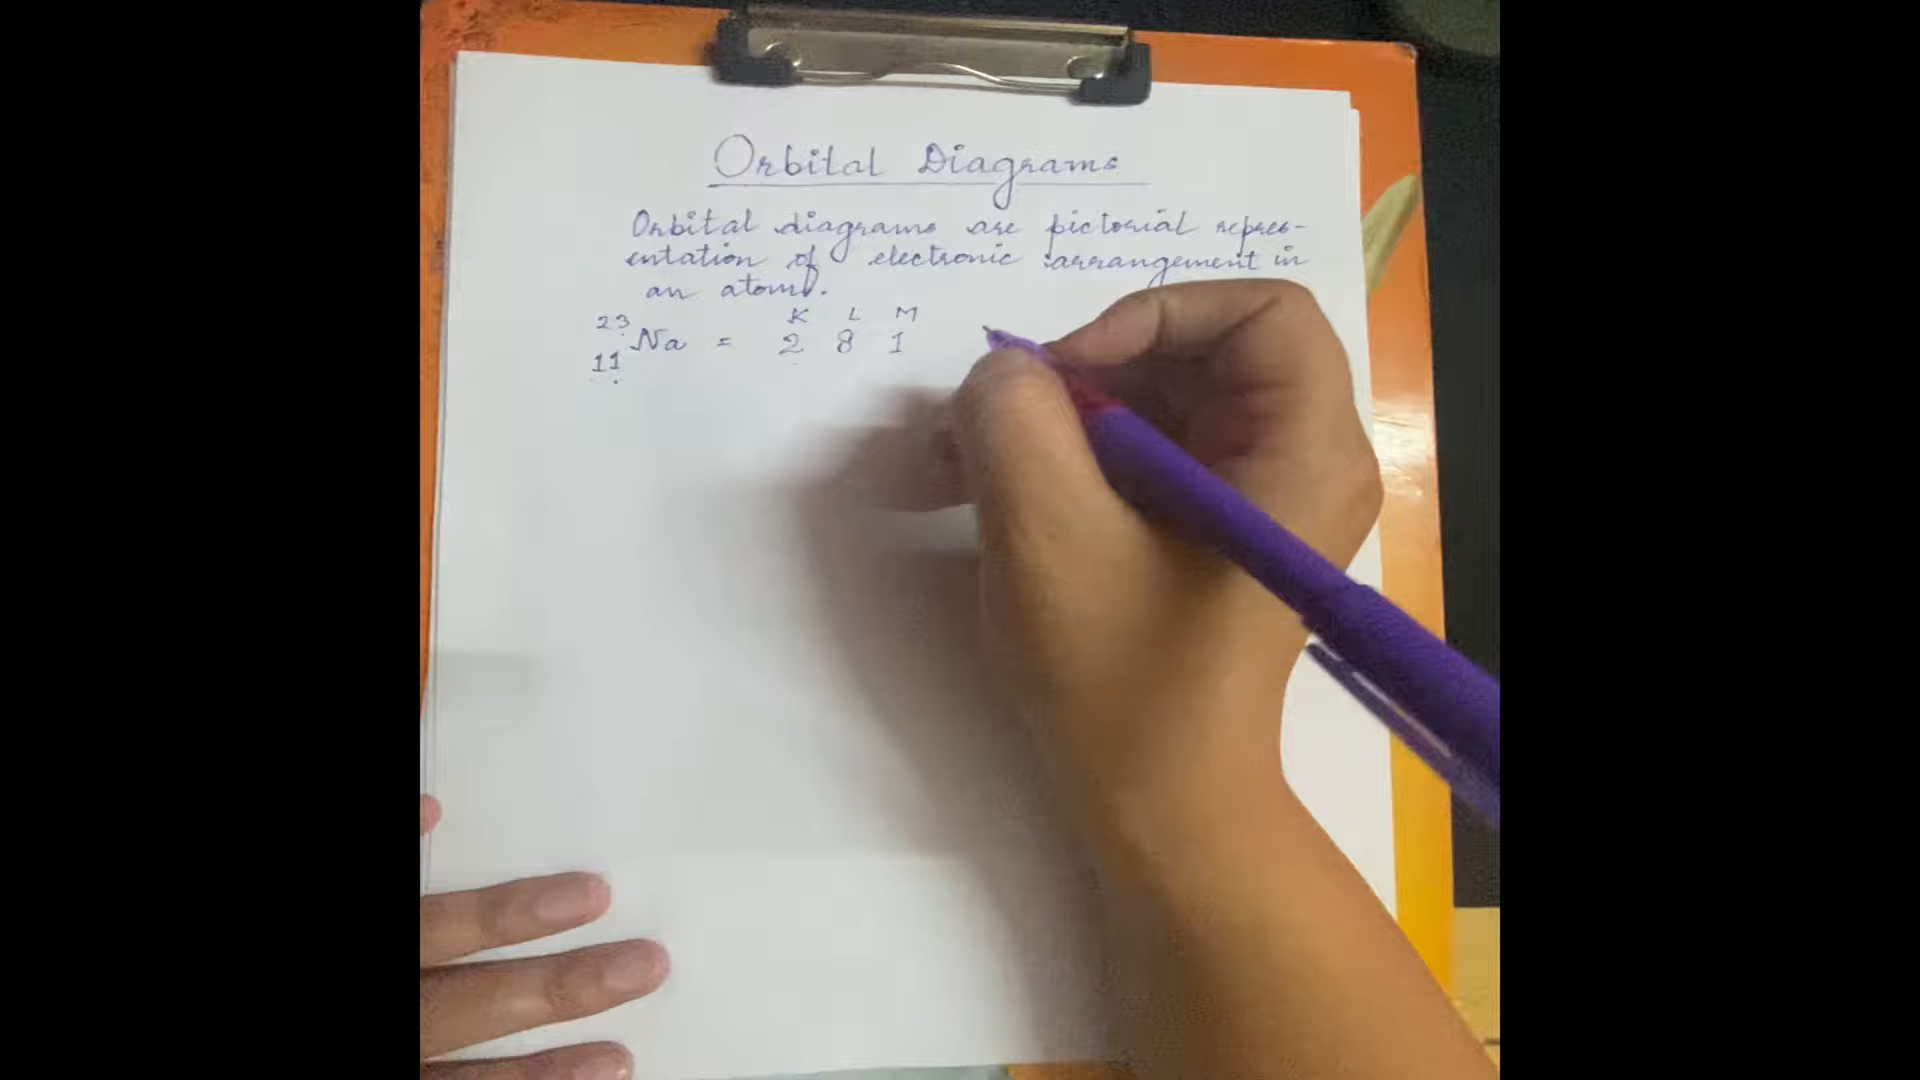 Orbital Diagrams
Orbital diagrams are pictorial repres-
entation of electronic arrangement in
an atom.
23 K L M
Na = 2 8 1
11